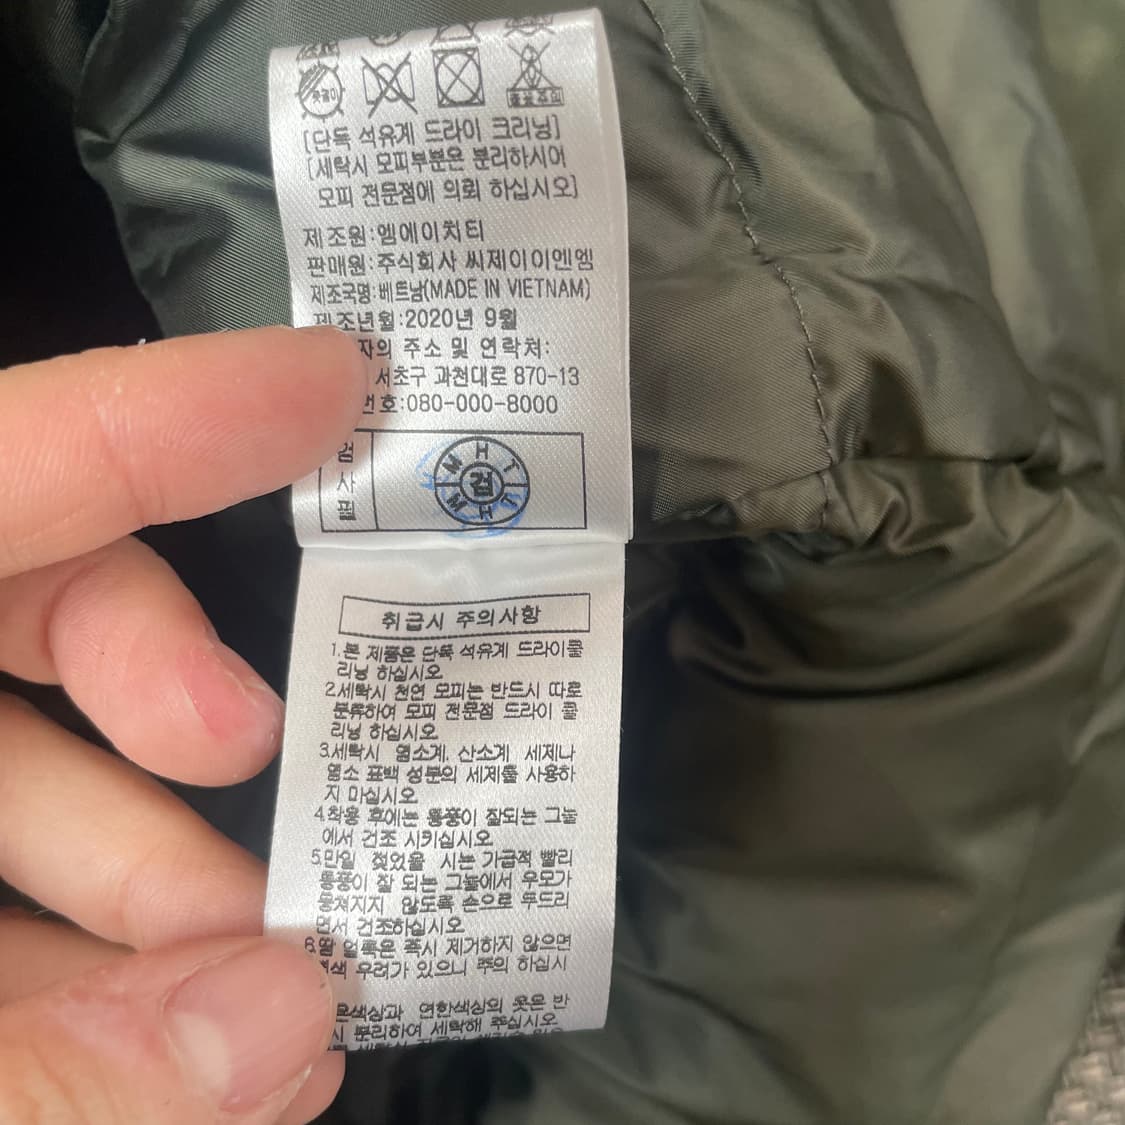 옷걸이
염소표백
[단독 석유계 드라이 크리닝]
[세탁시 모피부분은 분리하시어
모피 전문점에 의뢰 하십시오]
제조원:엠에이치티
판매원:주식회사 씨제이이엔엠
제조국명:베트남(MADE IN VIETNAM)
제조년월:2020년 9월
자의 주소 및 연락처:
서초구 과천대로 870-13
번호:080-000-8000
검사필
MHT
검
MHT
취급시 주의사항
1.본 제품은 단독 석유계 드라이클
리닝 하십시오
2.세탁시 천연 모피는 반드시 따로
분류하여 모피 전문점 드라이 클
리닝 하십시오
3.세탁시 염소계, 산소계 세제나
염소 표백 성분의 세제를 사용하
지 마십시오
4.착용 후에는 통풍이 잘되는 그늘
에서 건조 시키십시오
5.만일 젖었을 시는 가급적 빨리
통풍이 잘 되는 그늘에서 우모가
뭉쳐지지 않도록 손으로 두드리
면서 건조하십시오
6.땀 얼룩은 즉시 제거하지 않으면
색 우려가 있으니 주의 하십시
은색상과 연한색상의 옷은 반
시 분리하여 세탁해 주십시오